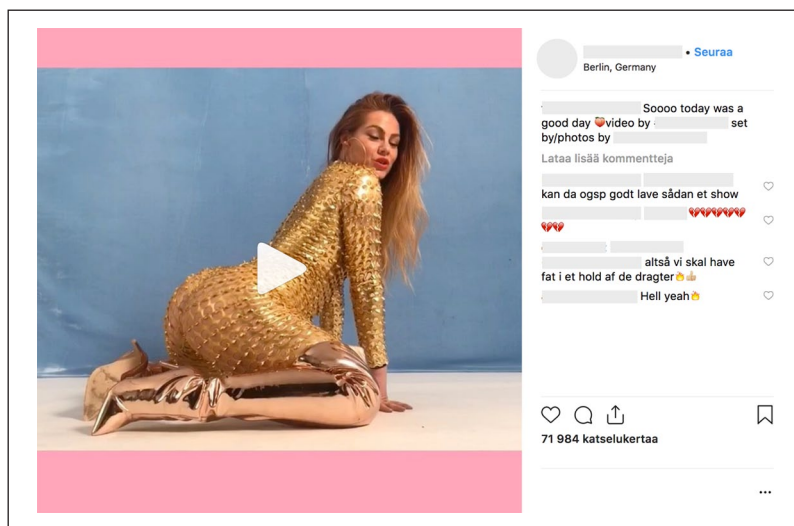 • Seuraa
Berlin, Germany
Soooo today was a
good day 🍑video by set
by/photos by
Lataa lisää kommentteja
kan da ogsp godt lave sådan et show
💔💔💔💔💔💔💔
💔💔💔
altså vi skal have
fat i et hold af de dragter🔥👍🏼
Hell yeah🔥
71 984 katselukertaa